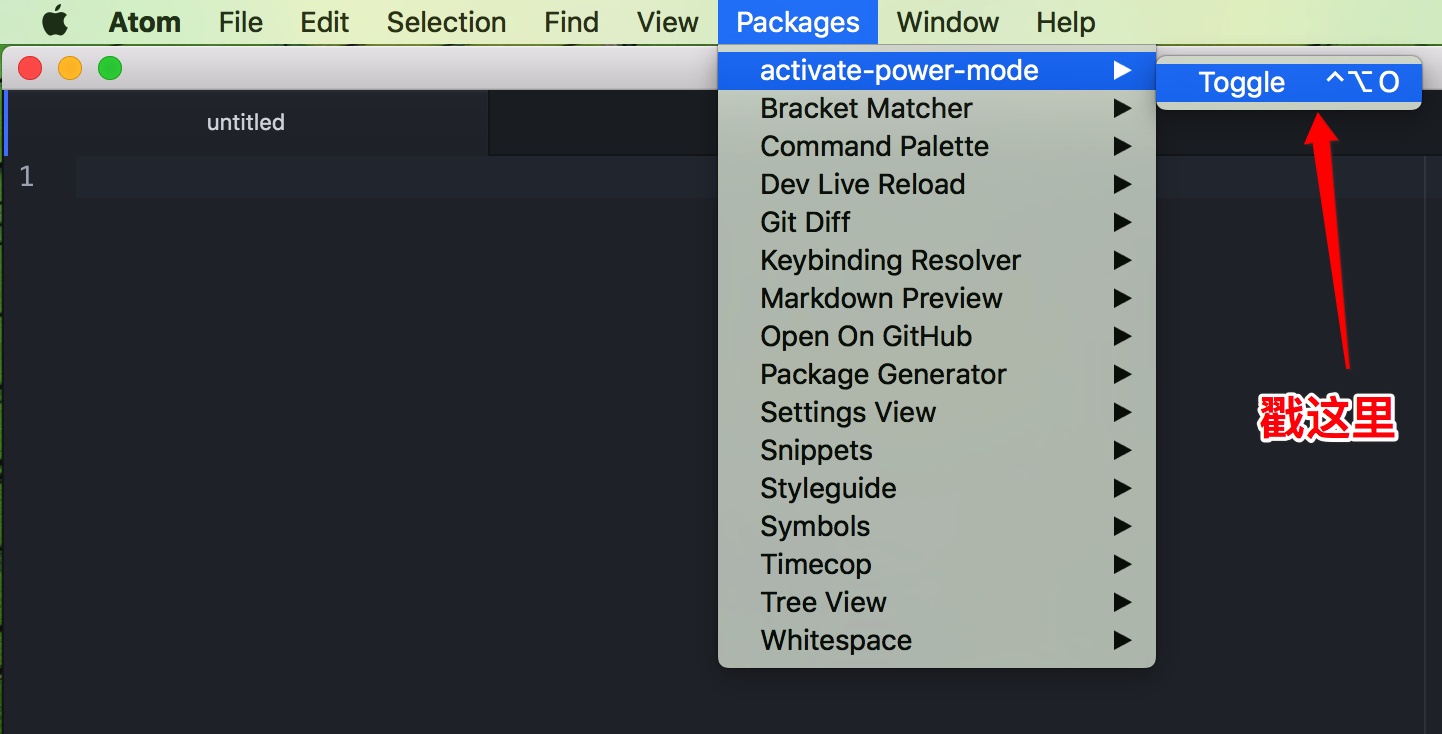 Atom File Edit Selection Find View Packages Window Help
activate-power-mode ▶ Toggle ⌃⌥O
untitled
Bracket Matcher ▶
Command Palette ▶
Dev Live Reload ▶
1
Git Diff ▶
Keybinding Resolver ▶
Markdown Preview ▶
Open On GitHub ▶
Package Generator ▶
Settings View ▶
戳这里
Snippets ▶
Styleguide ▶
Symbols ▶
Timecop ▶
Tree View ▶
Whitespace ▶